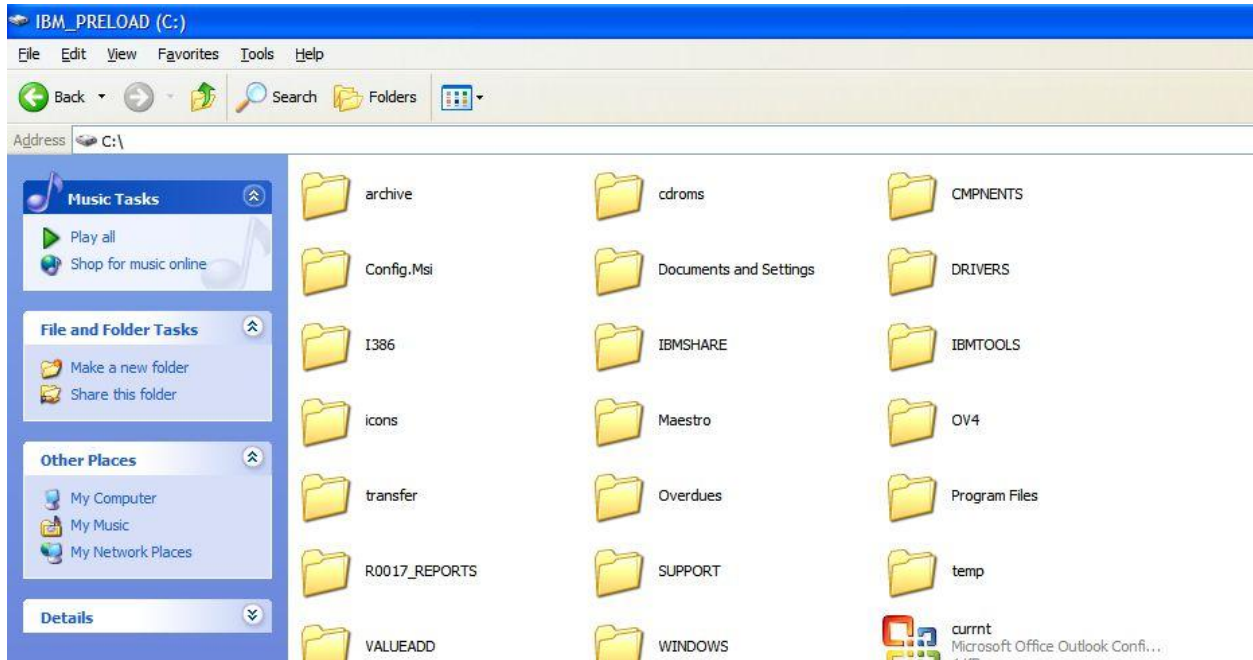 IBM_PRELOAD (C:)
File Edit View Favorites Tools Help
Back Search Folders
Address C:\
Music Tasks
Play all
Shop for music online
File and Folder Tasks
Make a new folder
Share this folder
Other Places
My Computer
My Music
My Network Places
Details
archive cdroms CMPNENTS
Config.Msi Documents and Settings DRIVERS
I386 IBMSHARE IBMTOOLS
icons Maestro OV4
transfer Overdues Program Files
R0017_REPORTS SUPPORT temp
VALUEADD WINDOWS currnt
Microsoft Office Outlook Confi...